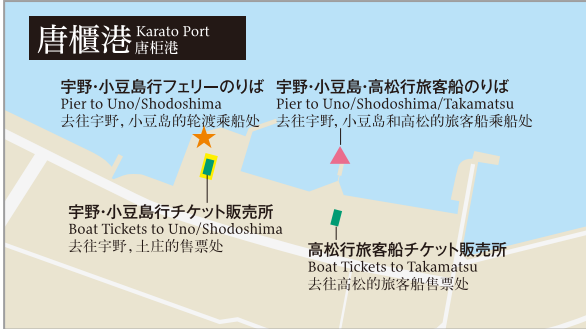 唐櫃港 Karato Port
唐柜港
宇野·小豆島行フェリーのりば
Pier to Uno/Shodoshima
去往宇野，小豆岛的轮渡乘船处
宇野·小豆島·高松行旅客船のりば
Pier to Uno/Shodoshima/Takamatsu
去往宇野，小豆岛和高松的旅客船乘船处
宇野·小豆島行チケット販売所
Boat Tickets to Uno/Shodoshima
去往宇野，土庄的售票处
高松行旅客船チケット販売所
Boat Tickets to Takamatsu
去往高松的旅客船售票处